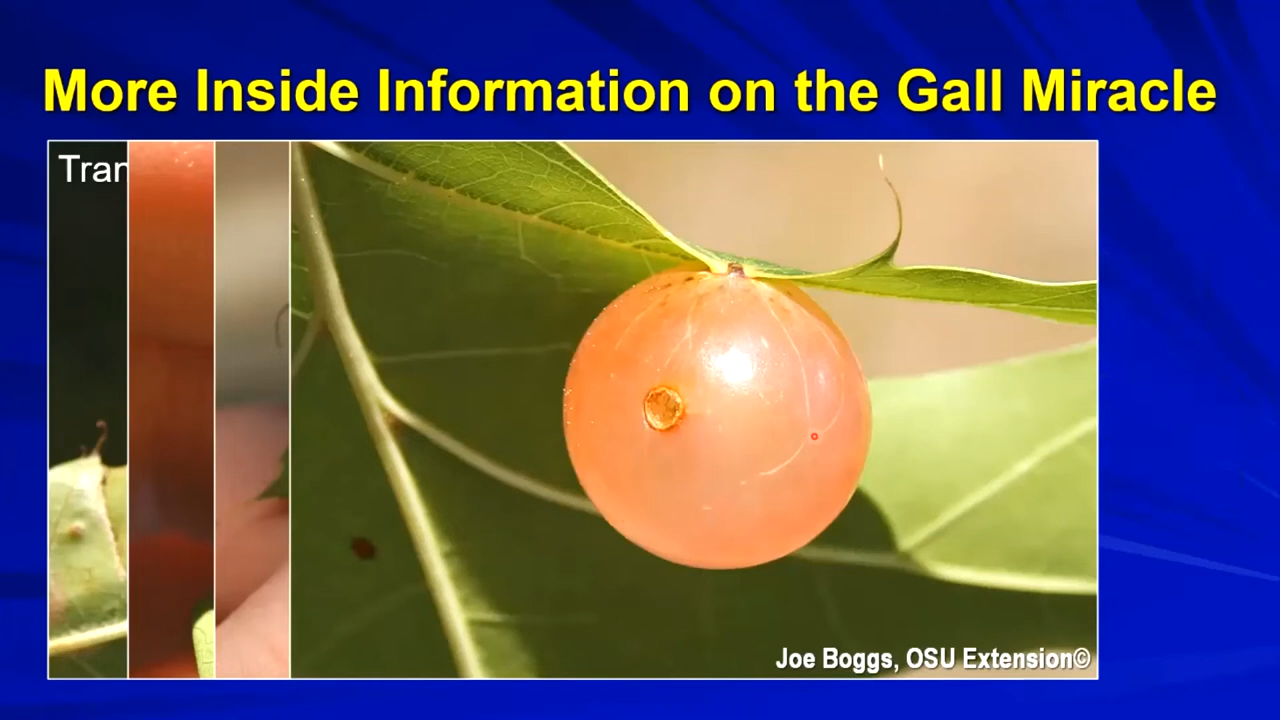 More Inside Information on the Gall Miracle
Tran
Joe Boggs, OSU Extension©